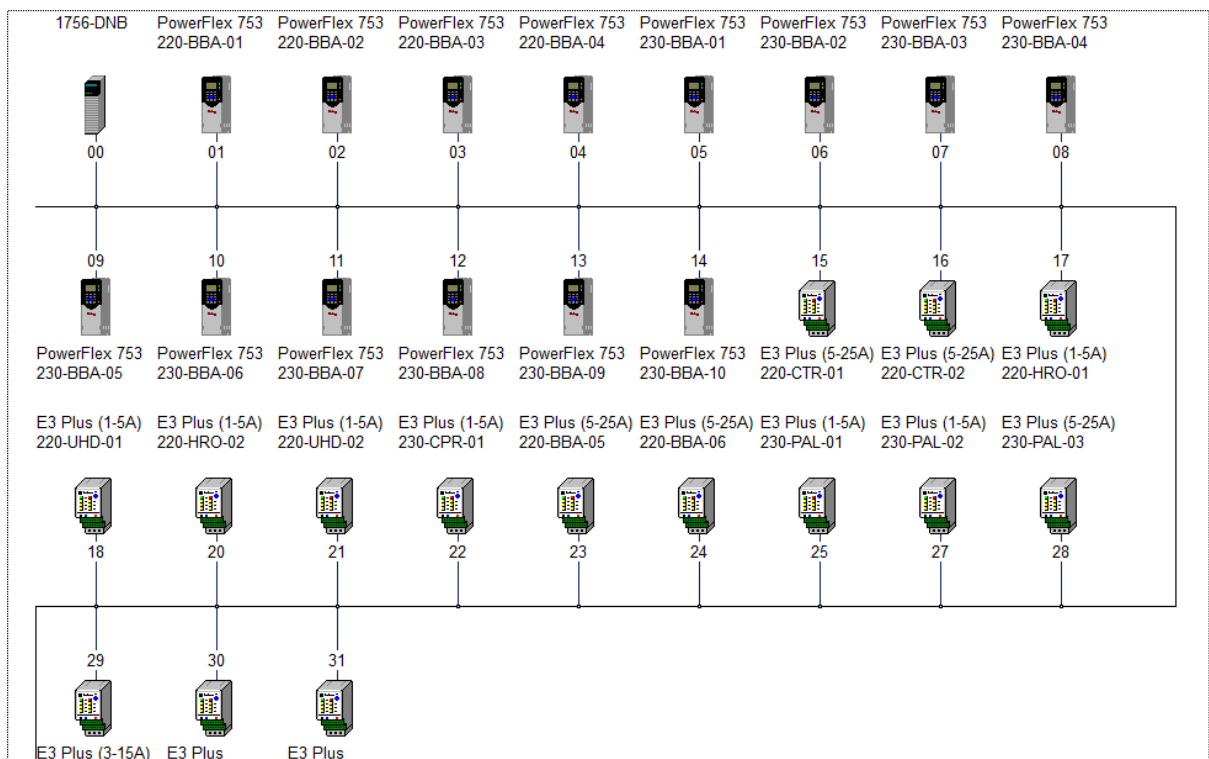 1756-DNB PowerFlex 753 PowerFlex 753 PowerFlex 753 PowerFlex 753 PowerFlex 753 PowerFlex 753 PowerFlex 753 PowerFlex 753
220-BBA-01 220-BBA-02 220-BBA-03 220-BBA-04 230-BBA-01 230-BBA-02 230-BBA-03 230-BBA-04
00 01 02 03 04 05 06 07 08
09 10 11 12 13 14 15 16 17
PowerFlex 753 PowerFlex 753 PowerFlex 753 PowerFlex 753 PowerFlex 753 PowerFlex 753 E3 Plus (5-25A) E3 Plus (5-25A) E3 Plus (1-5A)
230-BBA-05 230-BBA-06 230-BBA-07 230-BBA-08 230-BBA-09 230-BBA-10 220-CTR-01 220-CTR-02 220-HRO-01
E3 Plus (1-5A) E3 Plus (1-5A) E3 Plus (1-5A) E3 Plus (1-5A) E3 Plus (5-25A) E3 Plus (5-25A) E3 Plus (1-5A) E3 Plus (1-5A) E3 Plus (5-25A)
220-UHD-01 220-HRO-02 220-UHD-02 230-CPR-01 220-BBA-05 220-BBA-06 230-PAL-01 230-PAL-02 230-PAL-03
18 20 21 22 23 24 25 27 28
29 30 31
E3 Plus (3-15A) E3 Plus E3 Plus